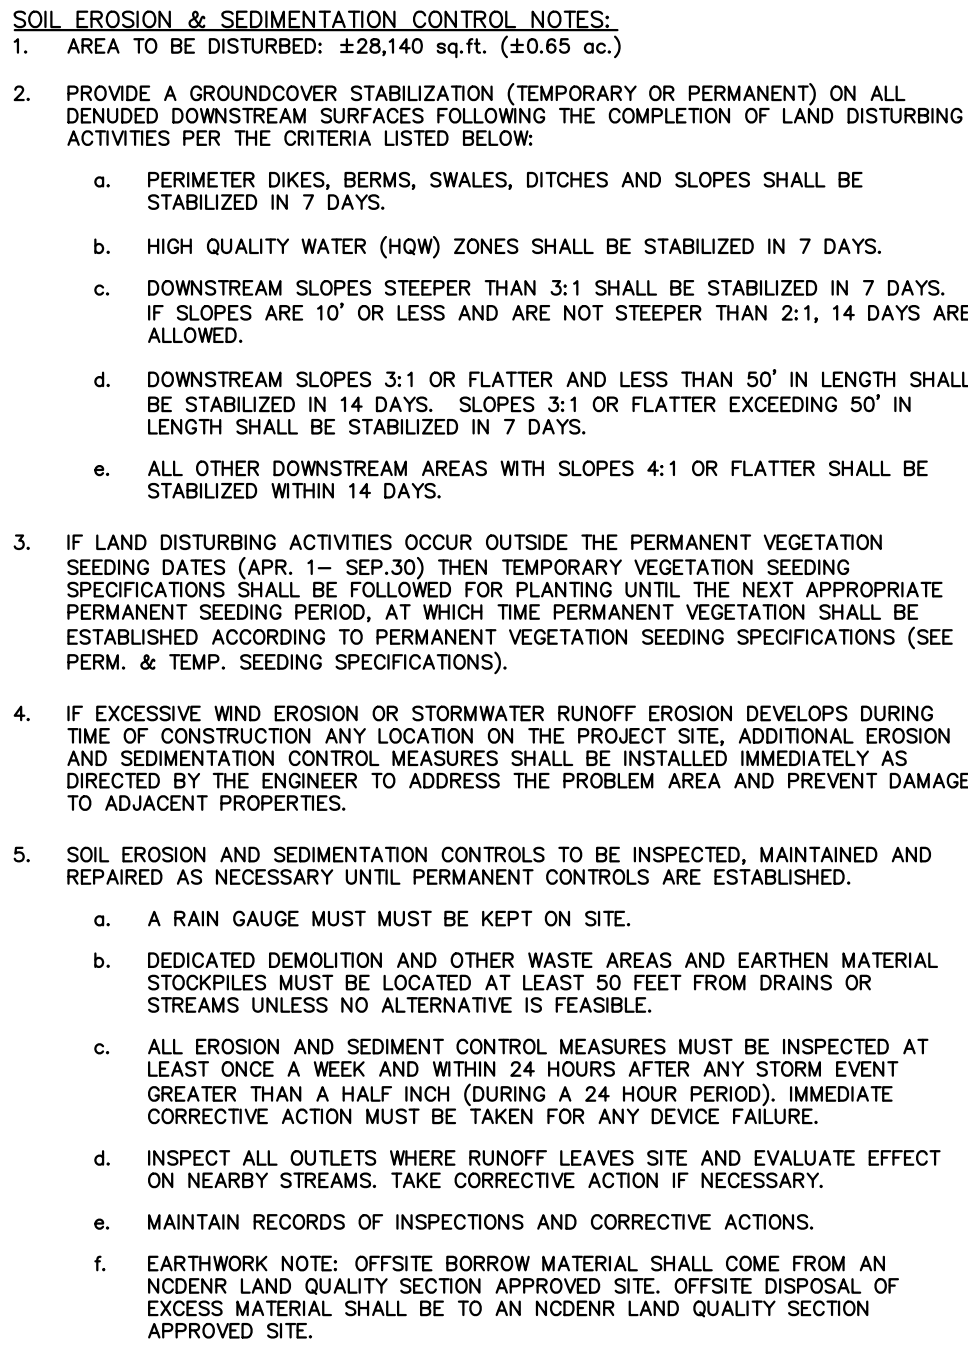 SOIL EROSION & SEDIMENTATION CONTROL NOTES:
1. AREA TO BE DISTURBED: ±28,140 sq.ft. (±0.65 ac.)
2. PROVIDE A GROUNDCOVER STABILIZATION (TEMPORARY OR PERMANENT) ON ALL
DENUDED DOWNSTREAM SURFACES FOLLOWING THE COMPLETION OF LAND DISTURBING
ACTIVITIES PER THE CRITERIA LISTED BELOW:
a. PERIMETER DIKES, BERMS, SWALES, DITCHES AND SLOPES SHALL BE
STABILIZED IN 7 DAYS.
b. HIGH QUALITY WATER (HQW) ZONES SHALL BE STABILIZED IN 7 DAYS.
c. DOWNSTREAM SLOPES STEEPER THAN 3:1 SHALL BE STABILIZED IN 7 DAYS.
IF SLOPES ARE 10' OR LESS AND ARE NOT STEEPER THAN 2:1, 14 DAYS ARE
ALLOWED.
d. DOWNSTREAM SLOPES 3:1 OR FLATTER AND LESS THAN 50' IN LENGTH SHALL
BE STABILIZED IN 14 DAYS. SLOPES 3:1 OR FLATTER EXCEEDING 50' IN
LENGTH SHALL BE STABILIZED IN 7 DAYS.
e. ALL OTHER DOWNSTREAM AREAS WITH SLOPES 4:1 OR FLATTER SHALL BE
STABILIZED WITHIN 14 DAYS.
3. IF LAND DISTURBING ACTIVITIES OCCUR OUTSIDE THE PERMANENT VEGETATION
SEEDING DATES (APR. 1– SEP.30) THEN TEMPORARY VEGETATION SEEDING
SPECIFICATIONS SHALL BE FOLLOWED FOR PLANTING UNTIL THE NEXT APPROPRIATE
PERMANENT SEEDING PERIOD, AT WHICH TIME PERMANENT VEGETATION SHALL BE
ESTABLISHED ACCORDING TO PERMANENT VEGETATION SEEDING SPECIFICATIONS (SEE
PERM. & TEMP. SEEDING SPECIFICATIONS).
4. IF EXCESSIVE WIND EROSION OR STORMWATER RUNOFF EROSION DEVELOPS DURING
TIME OF CONSTRUCTION ANY LOCATION ON THE PROJECT SITE, ADDITIONAL EROSION
AND SEDIMENTATION CONTROL MEASURES SHALL BE INSTALLED IMMEDIATELY AS
DIRECTED BY THE ENGINEER TO ADDRESS THE PROBLEM AREA AND PREVENT DAMAGE
TO ADJACENT PROPERTIES.
5. SOIL EROSION AND SEDIMENTATION CONTROLS TO BE INSPECTED, MAINTAINED AND
REPAIRED AS NECESSARY UNTIL PERMANENT CONTROLS ARE ESTABLISHED.
a. A RAIN GAUGE MUST MUST BE KEPT ON SITE.
b. DEDICATED DEMOLITION AND OTHER WASTE AREAS AND EARTHEN MATERIAL
STOCKPILES MUST BE LOCATED AT LEAST 50 FEET FROM DRAINS OR
STREAMS UNLESS NO ALTERNATIVE IS FEASIBLE.
c. ALL EROSION AND SEDIMENT CONTROL MEASURES MUST BE INSPECTED AT
LEAST ONCE A WEEK AND WITHIN 24 HOURS AFTER ANY STORM EVENT
GREATER THAN A HALF INCH (DURING A 24 HOUR PERIOD). IMMEDIATE
CORRECTIVE ACTION MUST BE TAKEN FOR ANY DEVICE FAILURE.
d. INSPECT ALL OUTLETS WHERE RUNOFF LEAVES SITE AND EVALUATE EFFECT
ON NEARBY STREAMS. TAKE CORRECTIVE ACTION IF NECESSARY.
e. MAINTAIN RECORDS OF INSPECTIONS AND CORRECTIVE ACTIONS.
f. EARTHWORK NOTE: OFFSITE BORROW MATERIAL SHALL COME FROM AN
NCDENR LAND QUALITY SECTION APPROVED SITE. OFFSITE DISPOSAL OF
EXCESS MATERIAL SHALL BE TO AN NCDENR LAND QUALITY SECTION
APPROVED SITE.